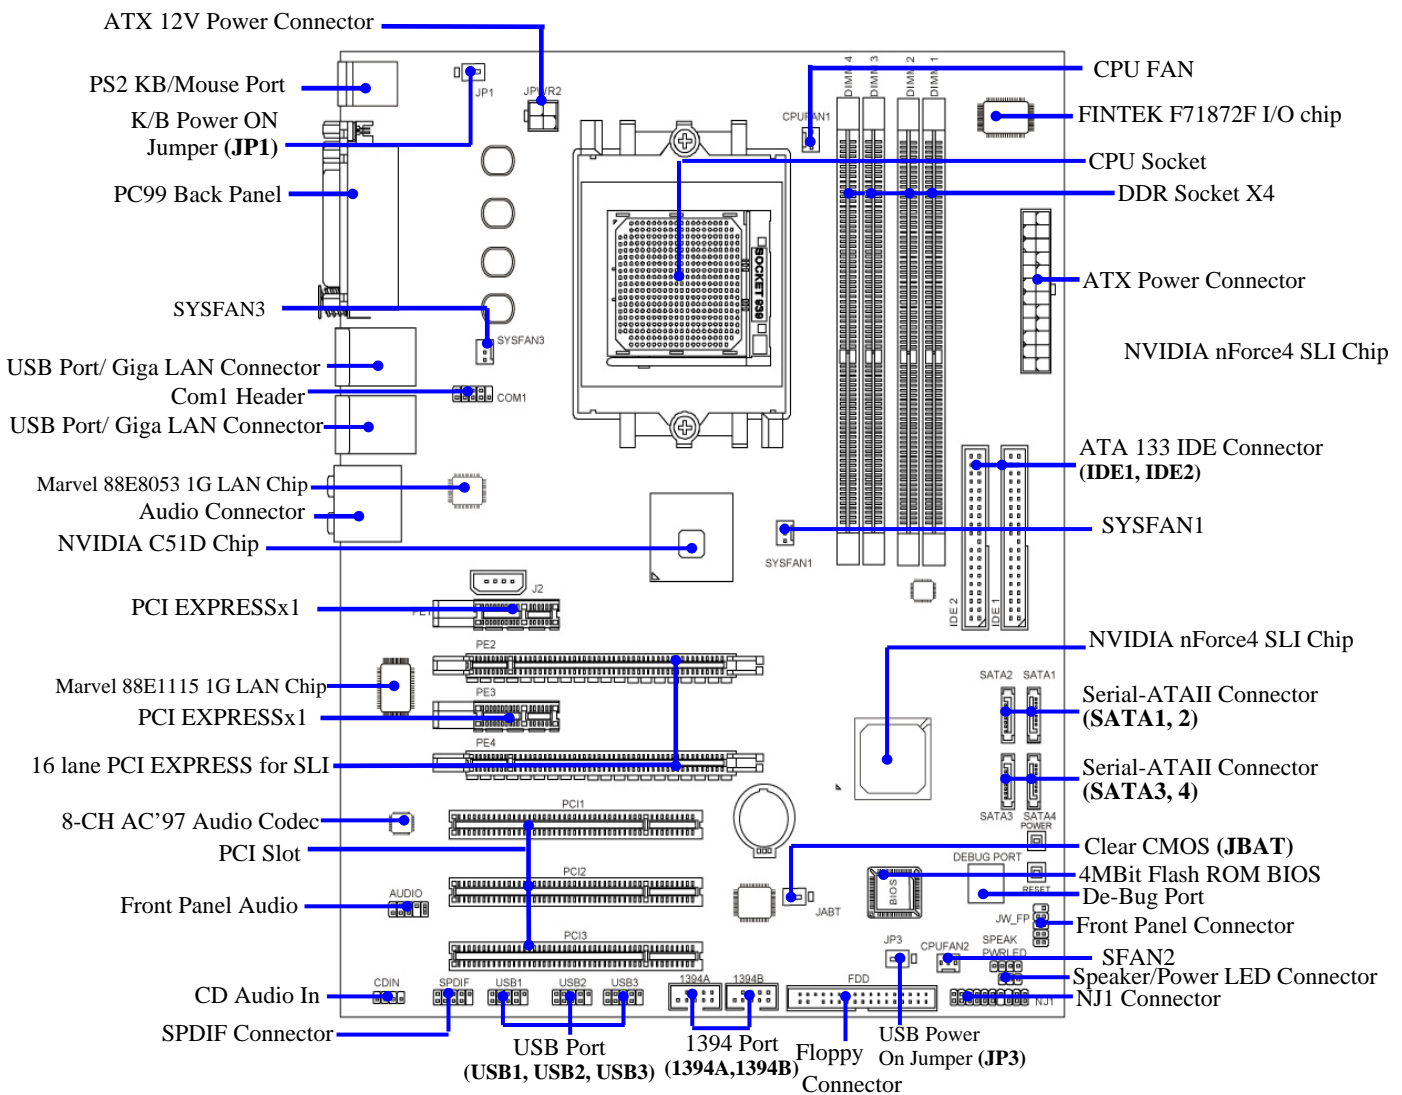 ATX 12V Power Connector
PS2 KB/Mouse Port
K/B Power ON
Jumper (JP1)
PC99 Back Panel
SYSFAN3
USB Port/ Giga LAN Connector
Com1 Header
USB Port/ Giga LAN Connector
Marvel 88E8053 1G LAN Chip
Audio Connector
NVIDIA C51D Chip
PCI EXPRESSx1
Marvel 88E1115 1G LAN Chip
PCI EXPRESSx1
16 lane PCI EXPRESS for SLI
8-CH AC’97 Audio Codec
PCI Slot
Front Panel Audio
CD Audio In
SPDIF Connector
USB Port
(USB1, USB2, USB3)
1394 Port
(1394A,1394B)
Floppy
Connector
USB Power
On Jumper (JP3)
CPU FAN
FINTEK F71872F I/O chip
CPU Socket
DDR Socket X4
ATX Power Connector
NVIDIA nForce4 SLI Chip
ATA 133 IDE Connector
(IDE1, IDE2)
SYSFAN1
NVIDIA nForce4 SLI Chip
Serial-ATAII Connector
(SATA1, 2)
Serial-ATAII Connector
(SATA3, 4)
Clear CMOS (JBAT)
4MBit Flash ROM BIOS
De-Bug Port
Front Panel Connector
SFAN2
Speaker/Power LED Connector
NJ1 Connector
JP1
JPW/R2
CPUFAN1
DIMM 4
DIMM 3
DIMM 2
DIMM 1
SOCKET 939
SYSFAN3
COM1
SYSFAN1
IDE 2
IDE 1
J2
PE1
PE2
PE3
PE4
SATA2
SATA1
SATA3
SATA4
POWER
PCI1
PCI2
PCI3
DEBUG PORT
RESET
BIOS
JABT
AUDIO
JW_FP
JP3
CPUFAN2
SPEAK
PWRLED
CDIN
SPDIF
USB1
USB2
USB3
1394A
1394B
FDD
NJ1